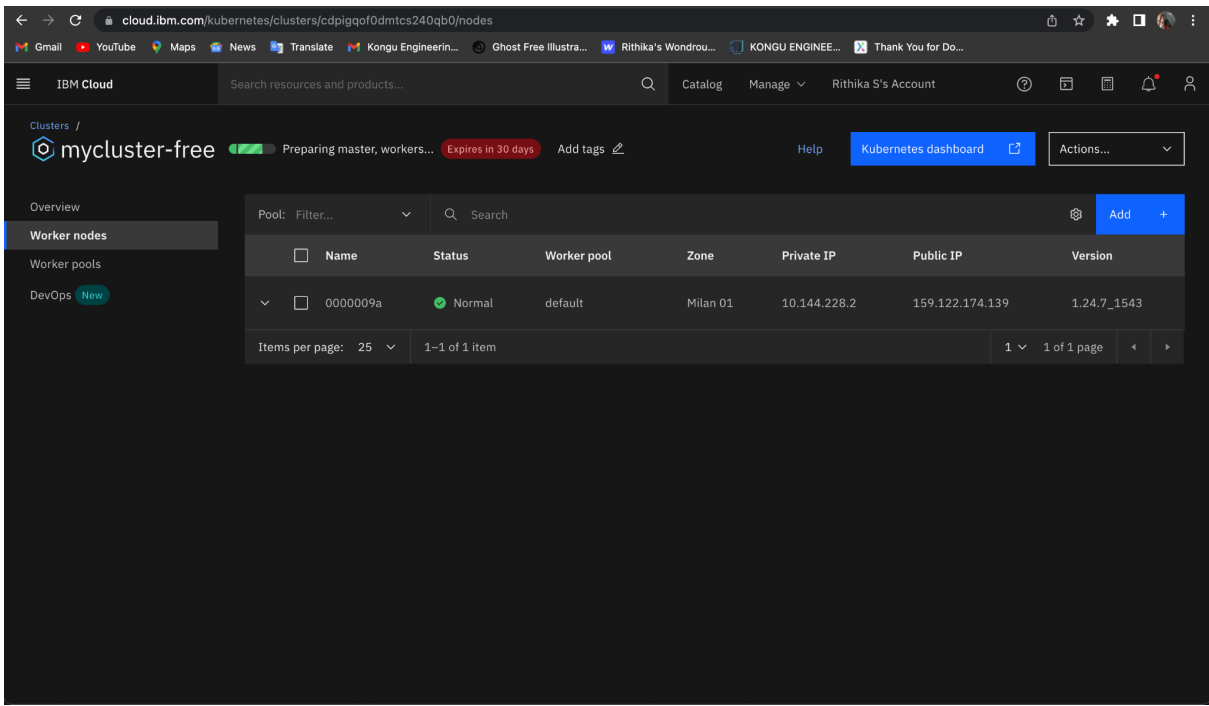 cloud.ibm.com/kubernetes/clusters/cdpigqof0dmtcs240qb0/nodes
Gmail YouTube Maps News Translate Kongu Engineerin... Ghost Free Illustra... Rithika's Wondrou... KONGU ENGINEE... Thank You for Do...
IBM Cloud Search resources and products... Catalog Manage Rithika S's Account
Clusters /
mycluster-free Preparing master, workers... Expires in 30 days Add tags Help Kubernetes dashboard Actions...
Overview
Worker nodes
Worker pools
DevOps New
Pool: Filter... Search Add +
Name Status Worker pool Zone Private IP Public IP Version
0000009a Normal default Milan 01 10.144.228.2 159.122.174.139 1.24.7_1543
Items per page: 25 1–1 of 1 item 1 1 of 1 page